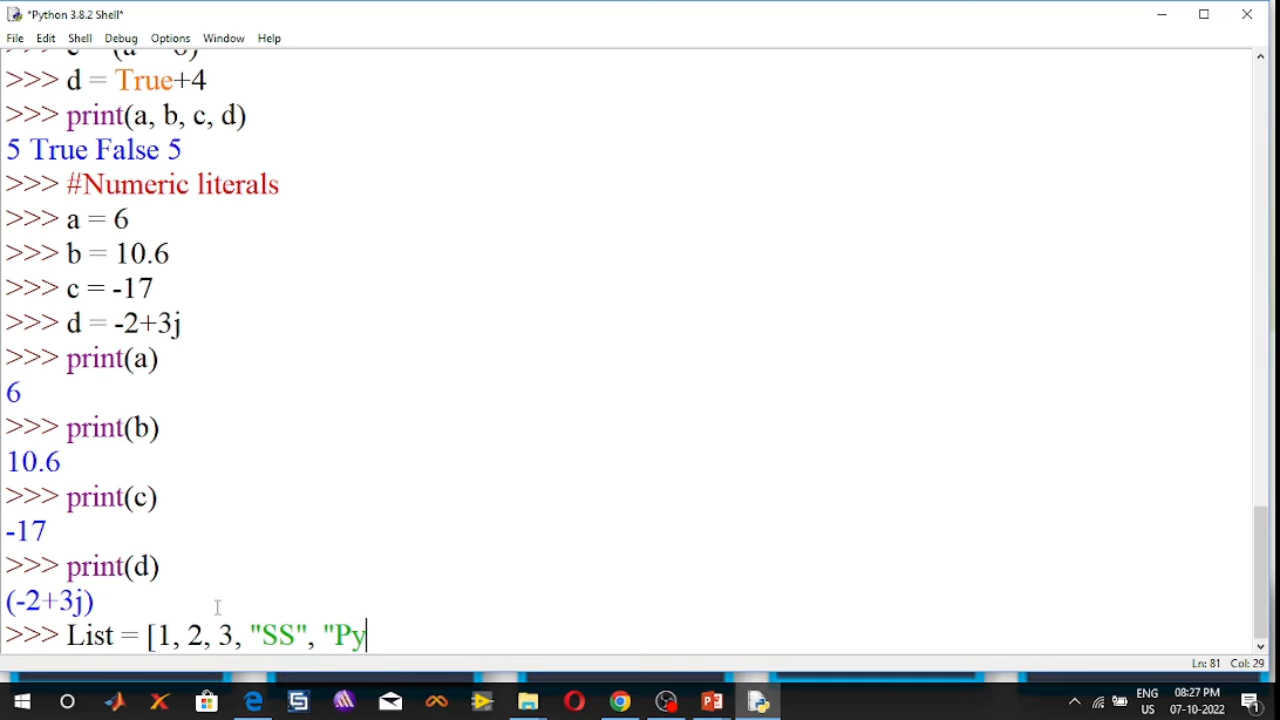 *Python 3.8.2 Shell*
File Edit Shell Debug Options Window Help
>>> d = True+4
>>> print(a, b, c, d)
5 True False 5
>>> #Numeric literals
>>> a = 6
>>> b = 10.6
>>> c = -17
>>> d = -2+3j
>>> print(a)
6
>>> print(b)
10.6
>>> print(c)
-17
>>> print(d)
(-2+3j)
>>> List = [1, 2, 3, "SS", "Py
Ln: 81 Col: 29
ENG 08:27 PM
US 07-10-2022